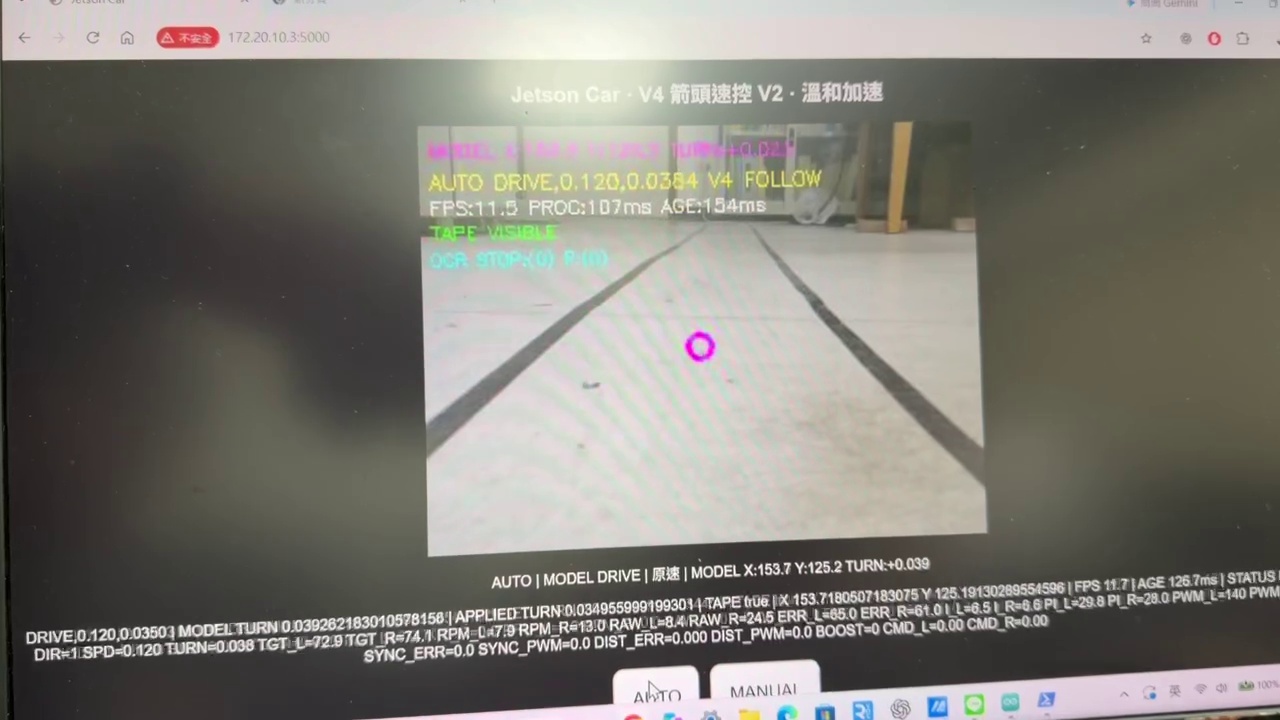 Jetson Car
不安全 172.20.10.3:5000
Jetson Car · V4 箭頭速控 V2 · 溫和加速
AUTO DRIVE,0.120,0.0384 V4 FOLLOW
FPS:11.5 PROC:107ms AGE:154ms
TAPE VISIBLE
OCR STOP:(0) P:(0)
AUTO | MODEL DRIVE | 原速 | MODEL X:153.7 Y:125.2 TURN:+0.039
DRIVE,0.120,0.0350 | MODEL TURN 0.039262183010578156 | APPLIED TURN 0.0349559991993014 | TAPE true | X 153.7180507183075 Y 125.19130289554596 | FPS 11.7 | AGE 126.7ms | STATUS
DIR=1 SPD=0.120 TURN=0.038 TGT_L=72.9 TGT_R=74.1 RPM_L=7.9 RPM_R=13.0 RAW_L=8.4 RAW_R=24.5 ERR_L=65.0 ERR_R=61.0 I_L=6.5 I_R=6.6 PI_L=29.8 PI_R=28.0 PWM_L=140 PWM
SYNC_ERR=0.0 SYNC_PWM=0.0 DIST_ERR=0.000 DIST_PWM=0.0 BOOST=0 CMD_L=0.00 CMD_R=0.00
AUTO MANUAL
英 100%